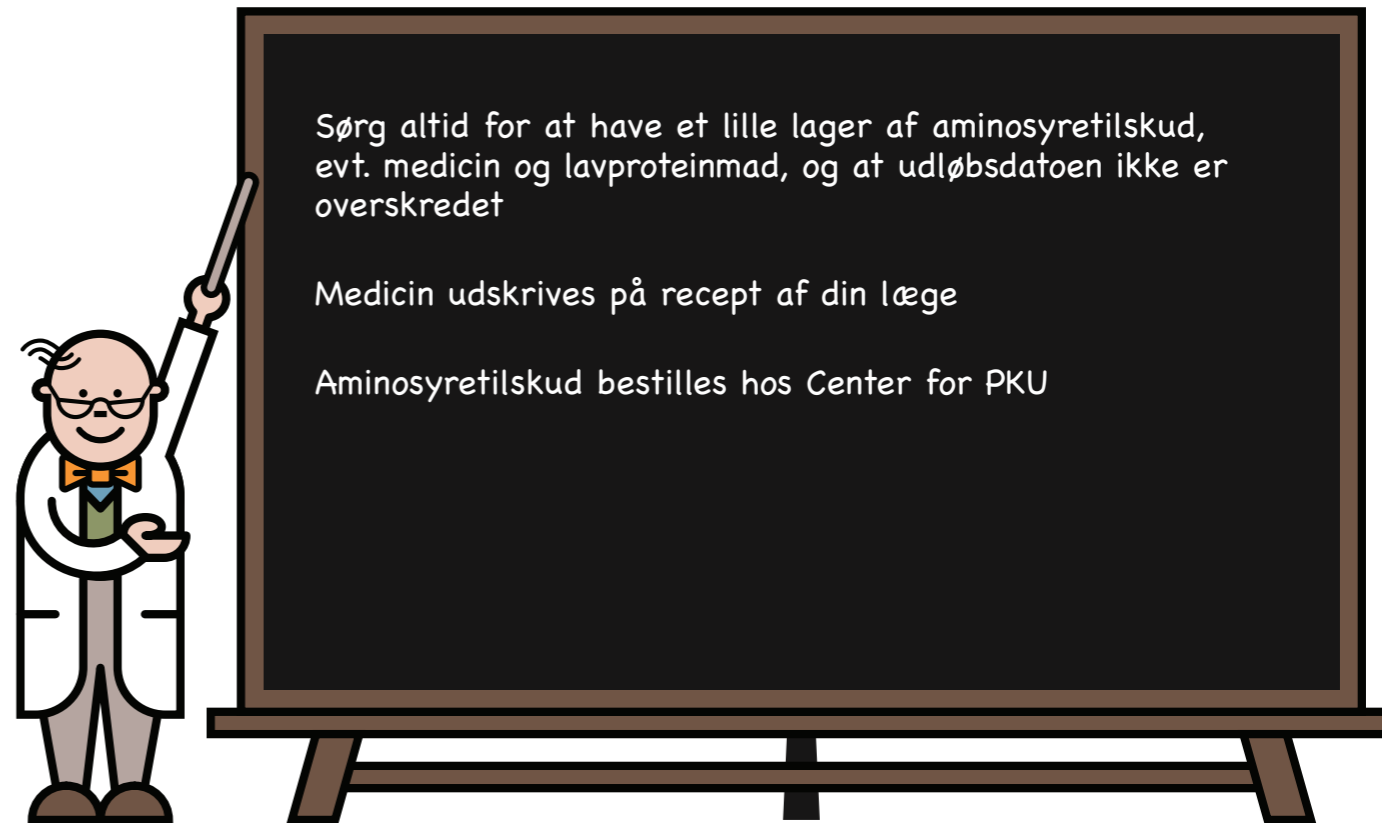 Sørg altid for at have et lille lager af aminosyretilskud,
evt. medicin og lavproteinmad, og at udløbsdatoen ikke er
overskredet
Medicin udskrives på recept af din læge
Aminosyretilskud bestilles hos Center for PKU